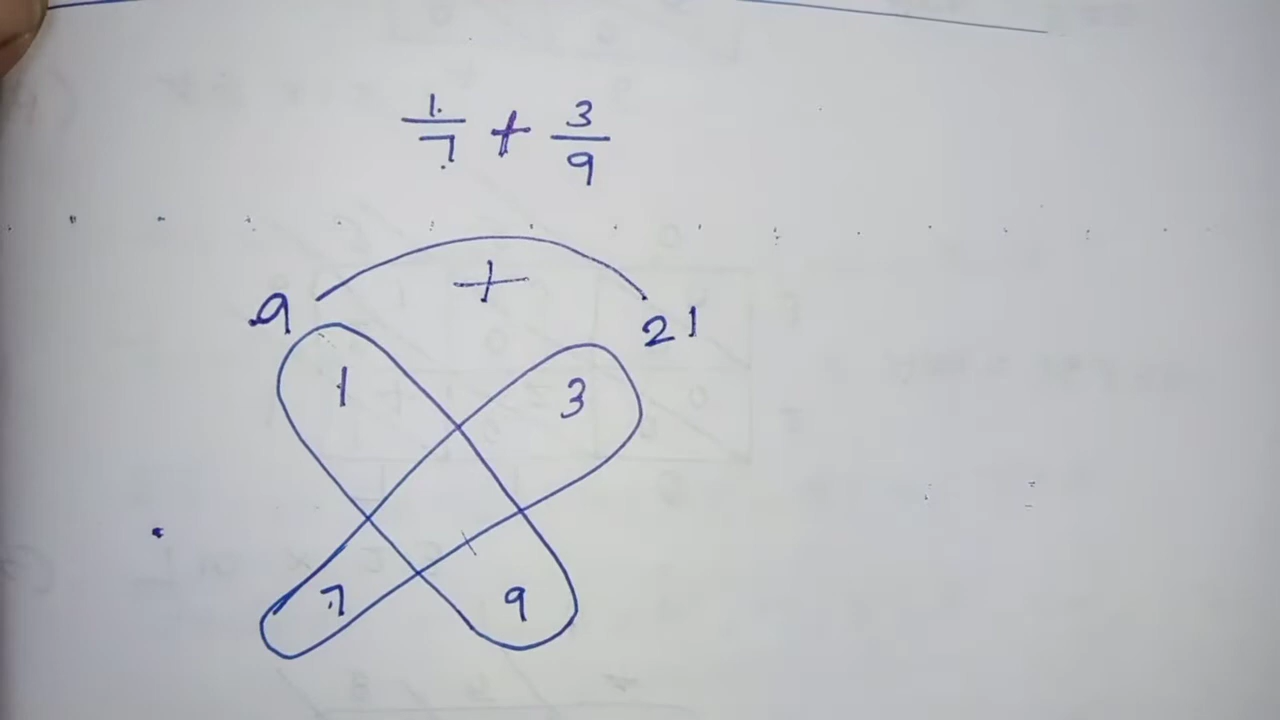 1/7 + 3/9
+
9 21
1 3
7 9